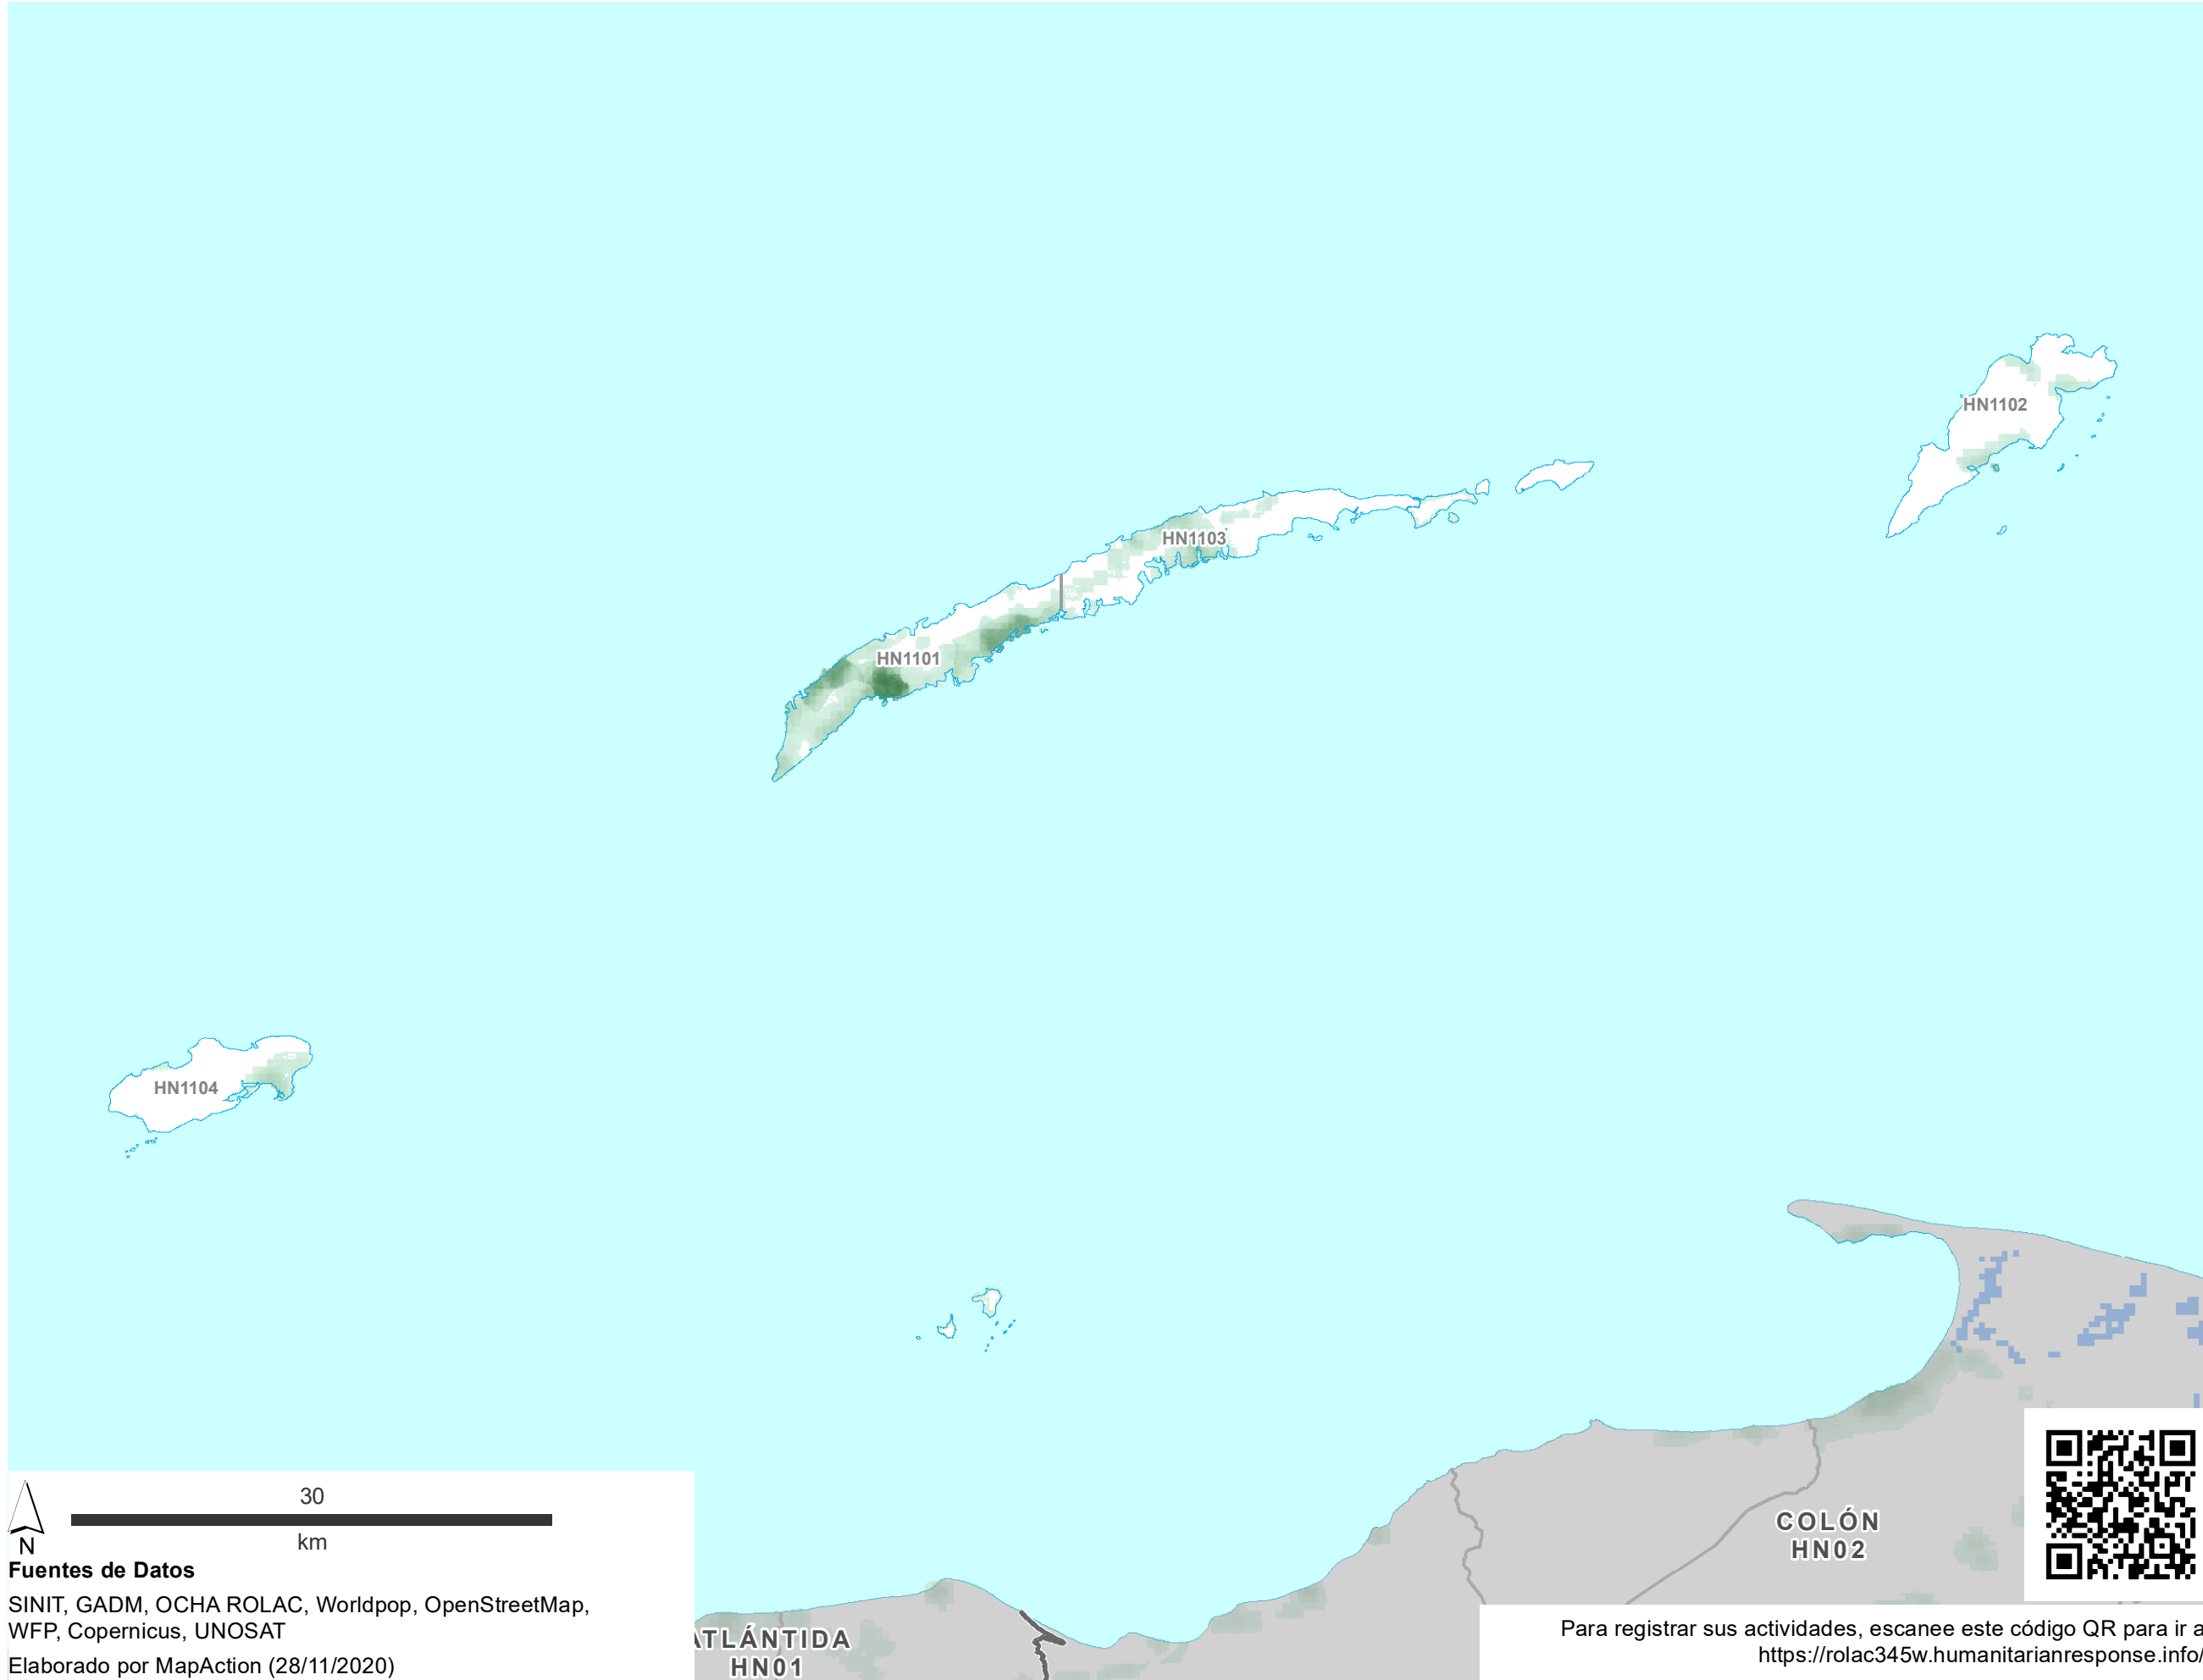 HN1102
HN1103
HN1101
HN1104
30
km
N
Fuentes de Datos
SINIT, GADM, OCHA ROLAC, Worldpop, OpenStreetMap,
WFP, Copernicus, UNOSAT
Elaborado por MapAction (28/11/2020)
ATLÁNTIDA
HN01
COLÓN
HN02
Para registrar sus actividades, escanee este código QR para ir a
https://rolac345w.humanitarianresponse.info/